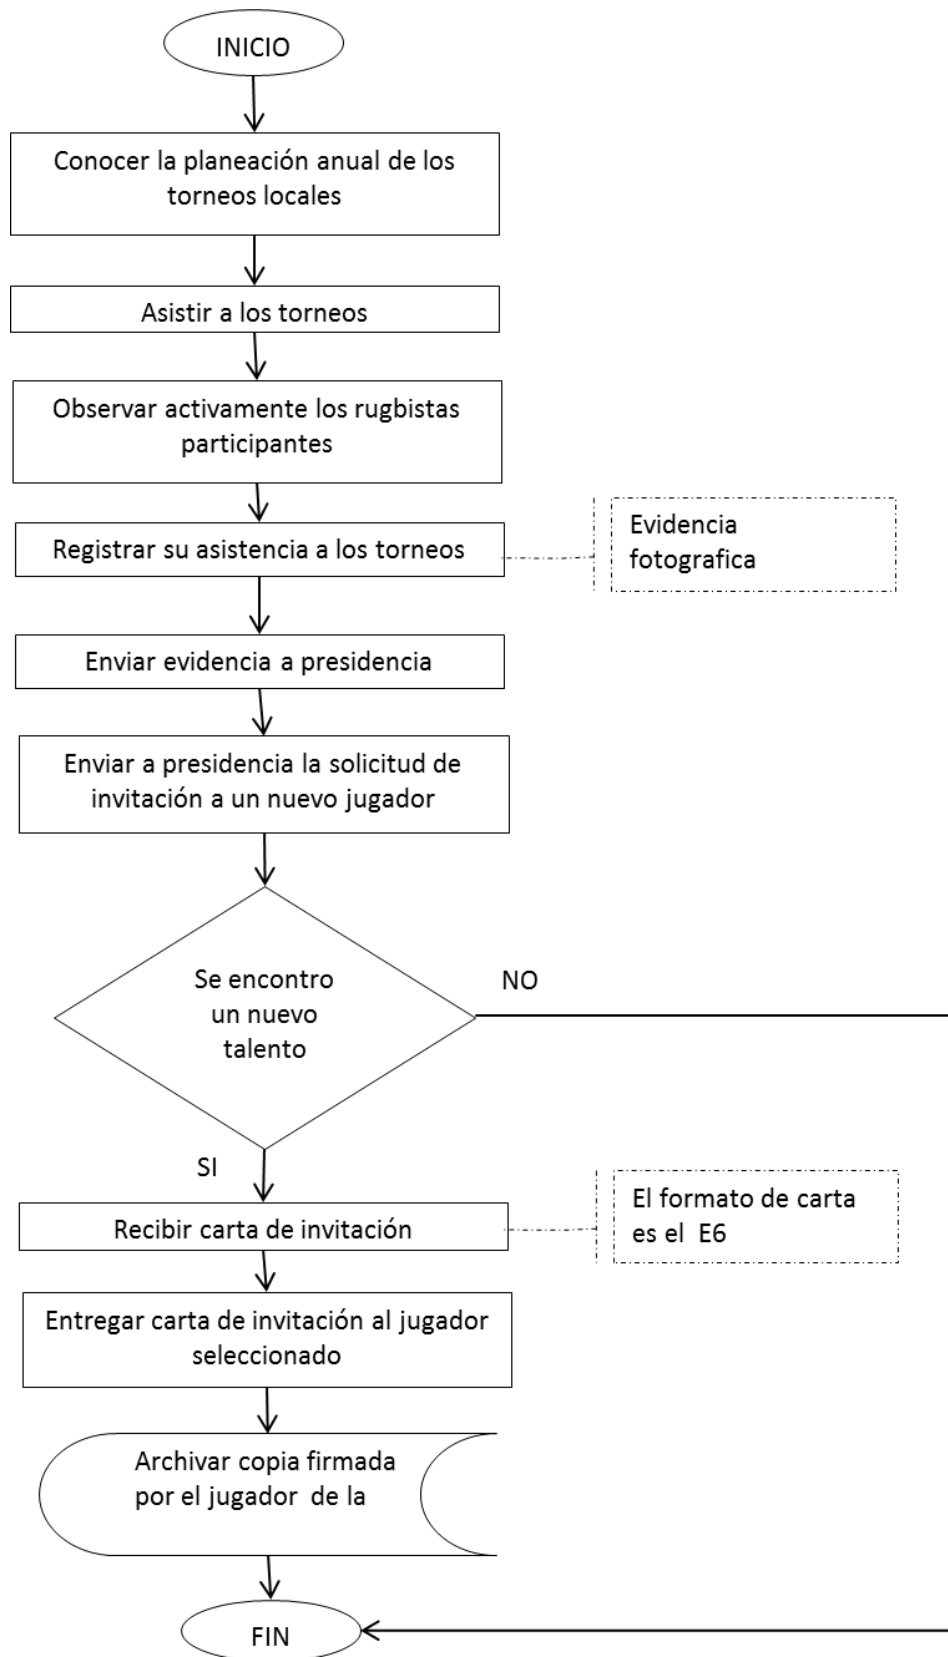 INICIO
Conocer la planeación anual de los
torneos locales
Asistir a los torneos
Observar activamente los rugbistas
participantes
Registrar su asistencia a los torneos
Evidencia
fotografica
Enviar evidencia a presidencia
Enviar a presidencia la solicitud de
invitación a un nuevo jugador
Se encontro
un nuevo
talento
NO
SI
Recibir carta de invitación
El formato de carta
es el E6
Entregar carta de invitación al jugador
seleccionado
Archivar copia firmada
por el jugador de la
FIN